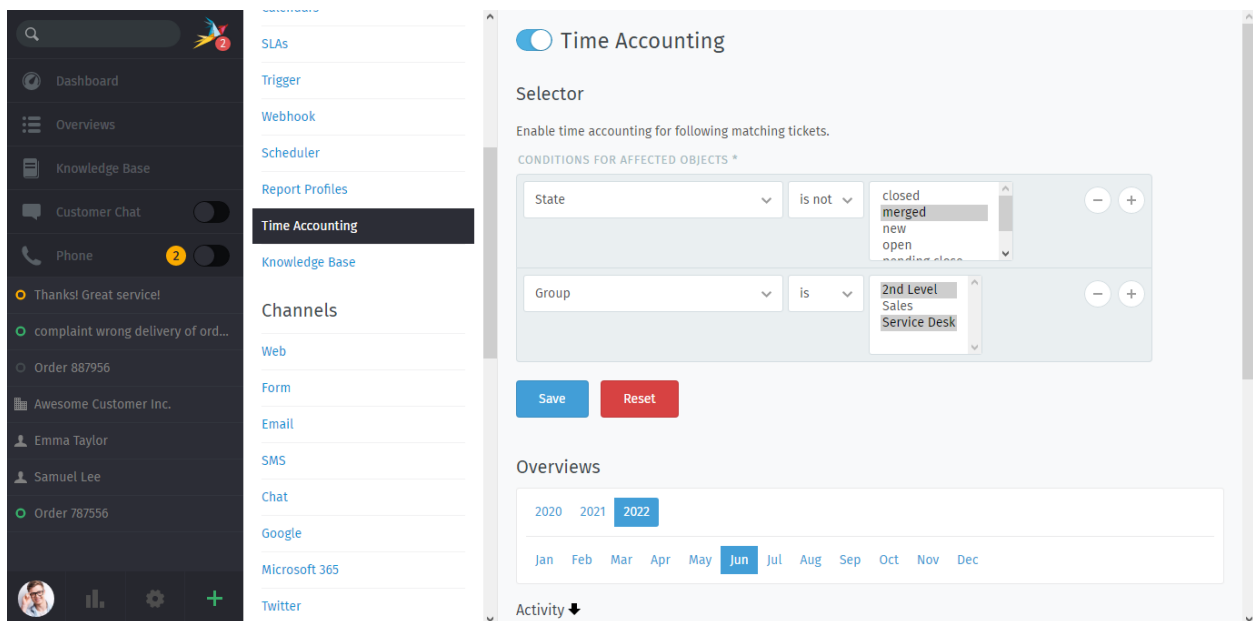 2
Dashboard
Overviews
Knowledge Base
Customer Chat
Phone 2
Thanks! Great service!
complaint wrong delivery of ord...
Order 887956
Awesome Customer Inc.
Emma Taylor
Samuel Lee
Order 787556
Calendars
SLAs
Trigger
Webhook
Scheduler
Report Profiles
Time Accounting
Knowledge Base
Channels
Web
Form
Email
SMS
Chat
Google
Microsoft 365
Twitter
Time Accounting
Selector
Enable time accounting for following matching tickets.
CONDITIONS FOR AFFECTED OBJECTS *
State is not
closed
merged
new
open
pending close
Group is
2nd Level
Sales
Service Desk
Save Reset
Overviews
2020 2021 2022
Jan Feb Mar Apr May Jun Jul Aug Sep Oct Nov Dec
Activity